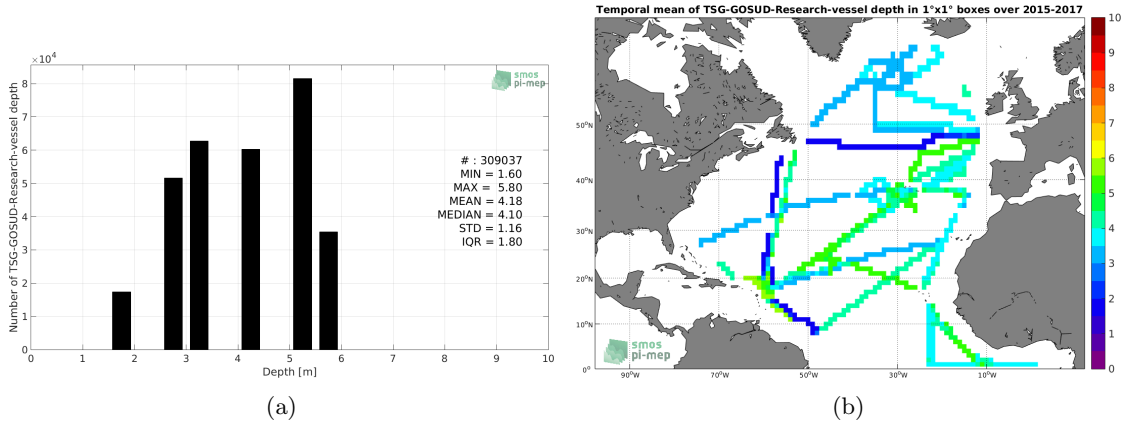 Temporal mean of TSG-GOSUD-Research-vessel depth in 1°x1° boxes over 2015-2017
×10⁴
Number of TSG-GOSUD-Research-vessel depth
8
7
6
5
4
3
2
1
0
0 1 2 3 4 5 6 7 8 9 10
Depth [m]
smos
pi-mep
# : 309037
MIN = 1.60
MAX = 5.80
MEAN = 4.18
MEDIAN = 4.10
STD = 1.16
IQR = 1.80
50°N
40°N
30°N
20°N
10°N
0°
90°W 70°W 50°W 30°W 10°W
smos
pi-mep
10
9
8
7
6
5
4
3
2
1
0
(a)
(b)